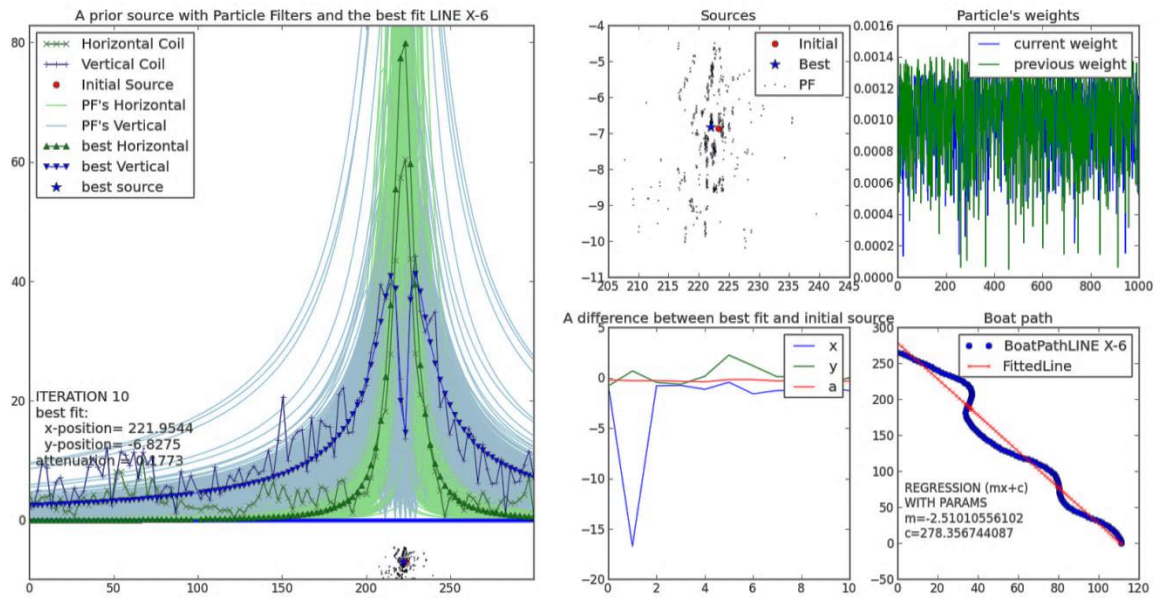 A prior source with Particle Filters and the best fit LINE X-6
Horizontal Coil
Vertical Coil
Initial Source
PF's Horizontal
PF's Vertical
best Horizontal
best Vertical
best source
80
60
40
20
0
ITERATION 10
best fit:
x-position= 221.9544
y-position= -6.8275
attenuation = 0.1773
0
50
100
150
200
250
Sources
Initial
Best
PF
−4
−5
−6
−7
−8
−9
−10
−11
205
210
215
220
225
230
235
240
245
Particle's weights
current weight
previous weight
0.0016
0.0014
0.0012
0.0010
0.0008
0.0006
0.0004
0.0002
0.0000
0
200
400
600
800
1000
A difference between best fit and initial source
x
y
a
5
0
−5
−10
−15
−20
0
2
4
6
8
10
Boat path
BoatPathLINE X-6
FittedLine
300
250
200
150
100
50
0
−50
REGRESSION (mx+c)
WITH PARAMS
m=-2.51010556102
c=278.356744087
0
20
40
60
80
100
120